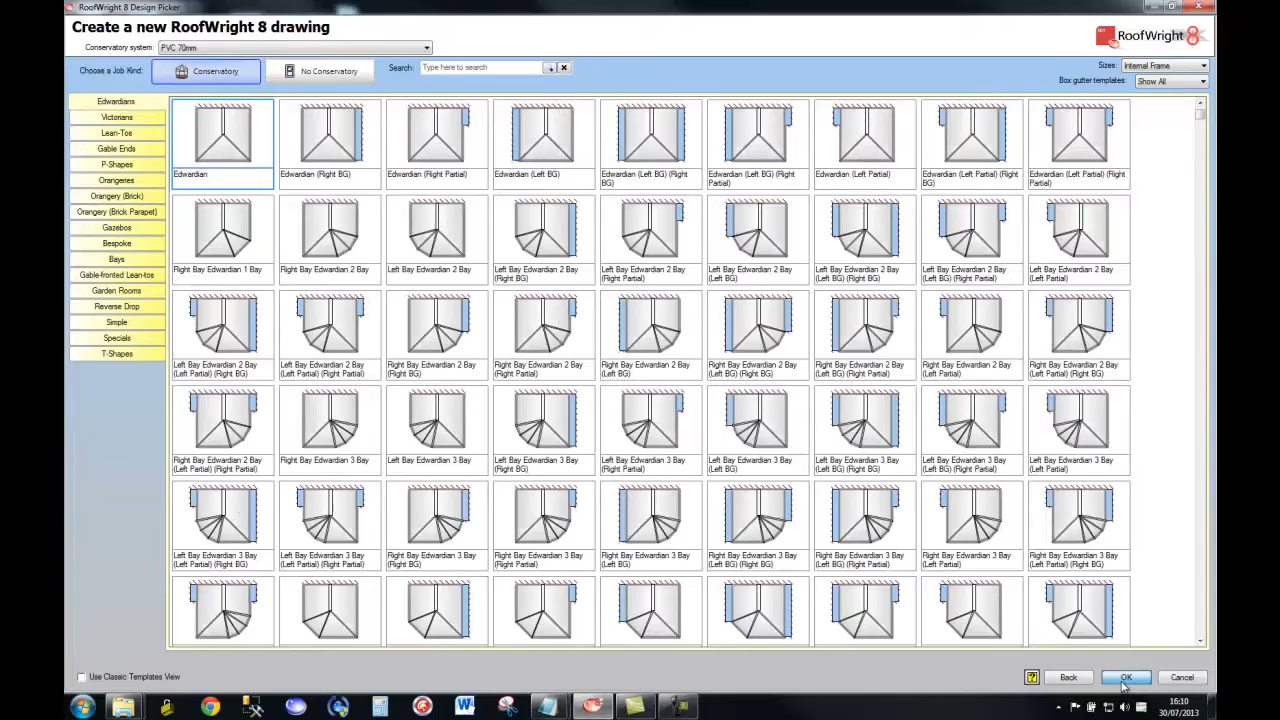 RoofWright 8 Design Picker
Create a new RoofWright 8 drawing
Conservatory system: PVC 70mm
RoofWright 8
Choose a Job Kind: Conservatory No Conservatory Search: Type here to search
Sizes: Internal Frame
Box gutter templates: Show All
Edwardians
Victorians
Lean-Tos
Gable Ends
P-Shapes
Orangeries
Orangery (Brick)
Orangery (Brick Parapet)
Gazebos
Bespoke
Bays
Gable-fronted Lean-tos
Garden Rooms
Reverse Drop
Simple
Specials
T-Shapes
Edwardian
Edwardian (Right BG)
Edwardian (Right Partial)
Edwardian (Left BG)
Edwardian (Left BG) (Right
BG)
Edwardian (Left BG) (Right
Partial)
Edwardian (Left Partial)
Edwardian (Left Partial) (Right
BG)
Edwardian (Left Partial) (Right
Partial)
Right Bay Edwardian 1 Bay
Right Bay Edwardian 2 Bay
Left Bay Edwardian 2 Bay
Left Bay Edwardian 2 Bay
(Right BG)
Left Bay Edwardian 2 Bay
(Right Partial)
Left Bay Edwardian 2 Bay
(Left BG)
Left Bay Edwardian 2 Bay
(Left BG) (Right BG)
Left Bay Edwardian 2 Bay
(Left BG) (Right Partial)
Left Bay Edwardian 2 Bay
(Left Partial)
Left Bay Edwardian 2 Bay
(Left Partial) (Right BG)
Left Bay Edwardian 2 Bay
(Left Partial) (Right Partial)
Right Bay Edwardian 2 Bay
(Right BG)
Right Bay Edwardian 2 Bay
(Right Partial)
Right Bay Edwardian 2 Bay
(Left BG)
Right Bay Edwardian 2 Bay
(Left BG) (Right BG)
Right Bay Edwardian 2 Bay
(Left BG) (Right Partial)
Right Bay Edwardian 2 Bay
(Left Partial)
Right Bay Edwardian 2 Bay
(Left Partial) (Right BG)
Right Bay Edwardian 2 Bay
(Left Partial) (Right Partial)
Right Bay Edwardian 3 Bay
Left Bay Edwardian 3 Bay
Left Bay Edwardian 3 Bay
(Right BG)
Left Bay Edwardian 3 Bay
(Right Partial)
Left Bay Edwardian 3 Bay
(Left BG)
Left Bay Edwardian 3 Bay
(Left BG) (Right BG)
Left Bay Edwardian 3 Bay
(Left BG) (Right Partial)
Left Bay Edwardian 3 Bay
(Left Partial)
Left Bay Edwardian 3 Bay
(Left Partial) (Right BG)
Left Bay Edwardian 3 Bay
(Left Partial) (Right Partial)
Right Bay Edwardian 3 Bay
(Right BG)
Right Bay Edwardian 3 Bay
(Right Partial)
Right Bay Edwardian 3 Bay
(Left BG)
Right Bay Edwardian 3 Bay
(Left BG) (Right BG)
Right Bay Edwardian 3 Bay
(Left BG) (Right Partial)
Right Bay Edwardian 3 Bay
(Left Partial)
Right Bay Edwardian 3 Bay
(Left Partial) (Right BG)
Use Classic Templates View
? Back OK Cancel
16:10
30/07/2013